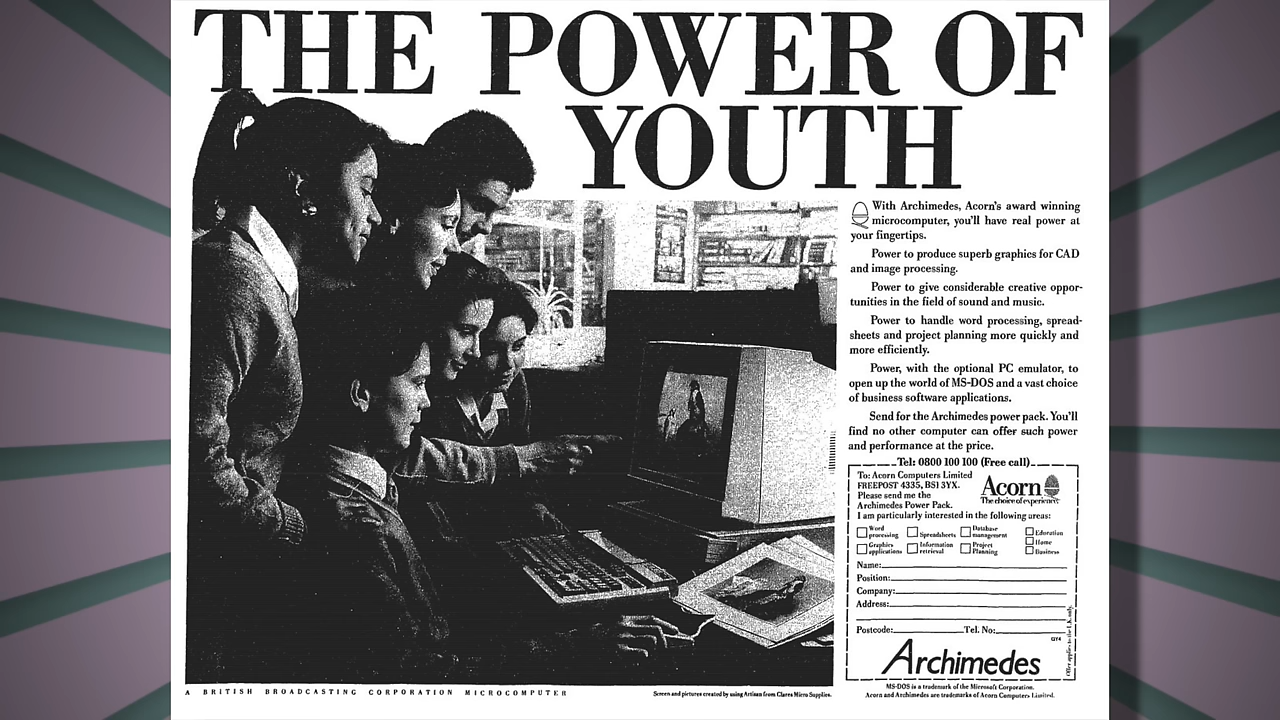 THE POWER OF
YOUTH
With Archimedes, Acorn's award winning
microcomputer, you'll have real power at
your fingertips.
Power to produce superb graphics for CAD
and image processing.
Power to give considerable creative oppor-
tunities in the field of sound and music.
Power to handle word processing, spread-
sheets and project planning more quickly and
more efficiently.
Power, with the optional PC emulator, to
open up the world of MS-DOS and a vast choice
of business software applications.
Send for the Archimedes power pack. You'll
find no other computer can offer such power
and performance at the price.
Tel: 0800 100 100 (Free call)
To: Acorn Computers Limited
FREEPOST 4335, BS1 3YX.
Please send me the
Archimedes Power Pack.
Acorn
The choice of experience
I am particularly interested in the following areas:
Word processing
Spreadsheets
Database management
Education
Graphics applications
Information retrieval
Project Planning
Home
Business
Name:
Position:
Company:
Address:
Postcode: Tel. No:
Offer applies to the U.K. only.
Archimedes
A BRITISH BROADCASTING CORPORATION MICROCOMPUTER
Screen and pictures created by using Artisan from Clares Micro Supplies.
MS-DOS is a trademark of the Microsoft Corporation.
Acorn and Archimedes are trademarks of Acorn Computers Limited.